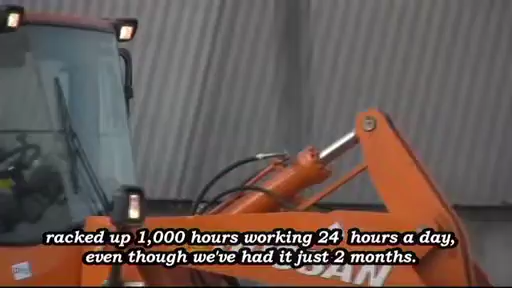 racked up 1,000 hours working 24 hours a day,
even though we've had it just 2 months.